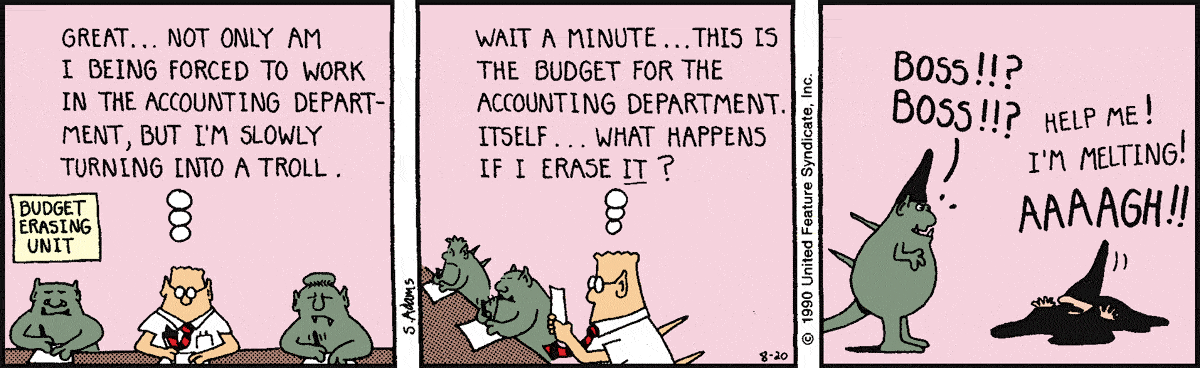 GREAT... NOT ONLY AM
I BEING FORCED TO WORK
IN THE ACCOUNTING DEPART-
MENT, BUT I'M SLOWLY
TURNING INTO A TROLL.
BUDGET
ERASING
UNIT
S. Adams
WAIT A MINUTE... THIS IS
THE BUDGET FOR THE
ACCOUNTING DEPARTMENT.
ITSELF... WHAT HAPPENS
IF I ERASE IT?
8-20
© 1990 United Feature Syndicate, Inc.
BOSS!!?
BOSS!!?
HELP ME!
I'M MELTING!
AAAAGH!!